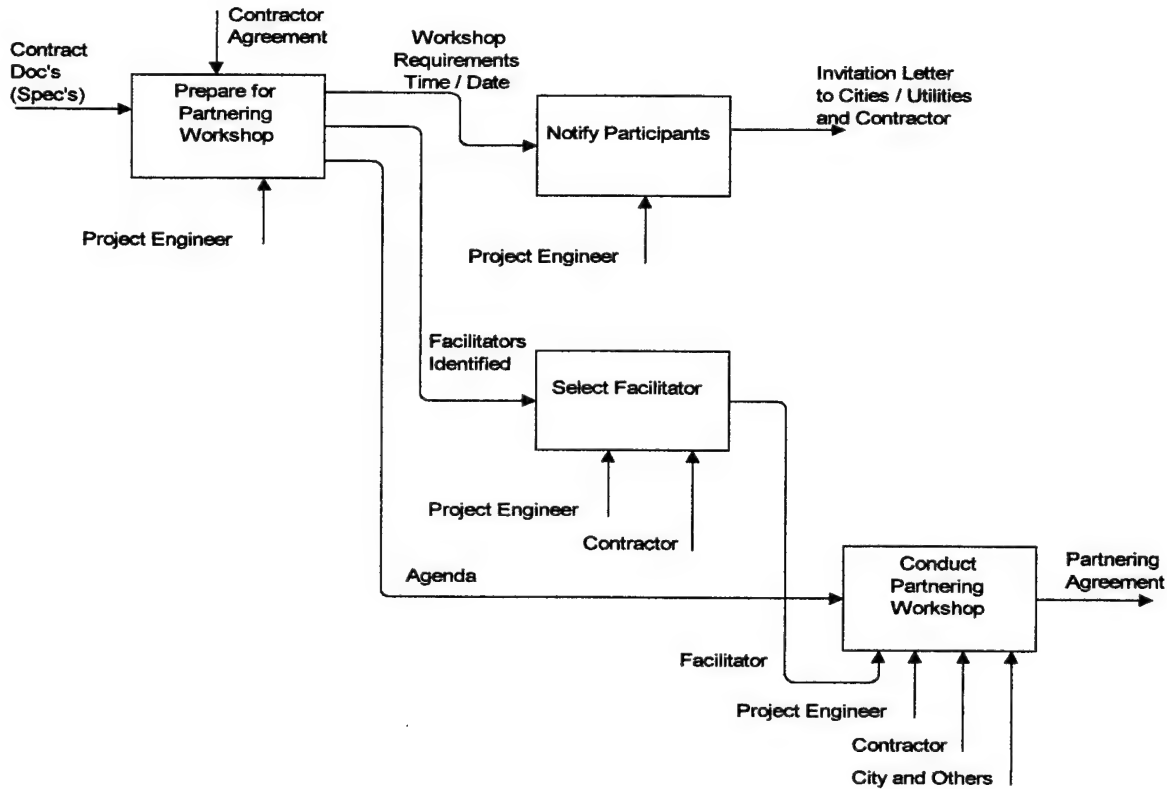 Contractor
Agreement
Contract
Doc's
(Spec's)
Prepare for
Partnering
Workshop
Project Engineer
Workshop
Requirements
Time / Date
Notify Participants
Project Engineer
Invitation Letter
to Cities / Utilities
and Contractor
Facilitators
Identified
Select Facilitator
Project Engineer
Contractor
Agenda
Conduct
Partnering
Workshop
Partnering
Agreement
Facilitator
Project Engineer
Contractor
City and Others